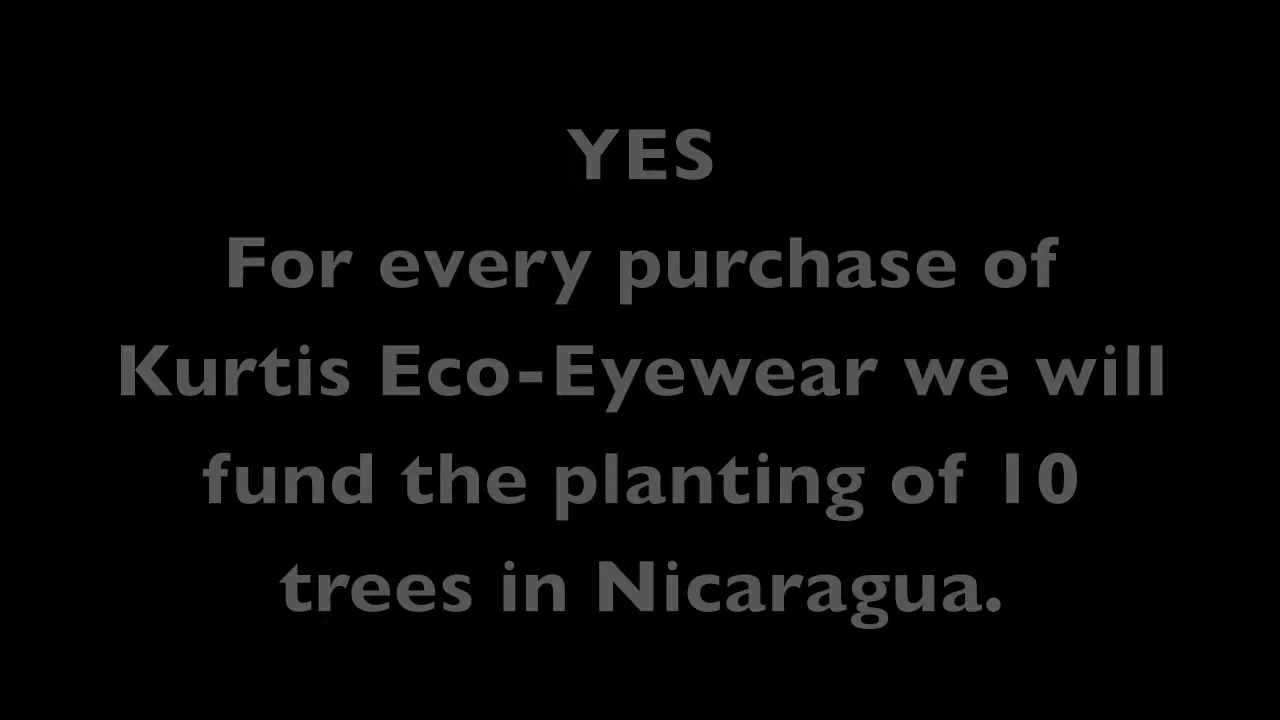 YES
For every purchase of
Kurtis Eco-Eyewear we will
fund the planting of 10
trees in Nicaragua.